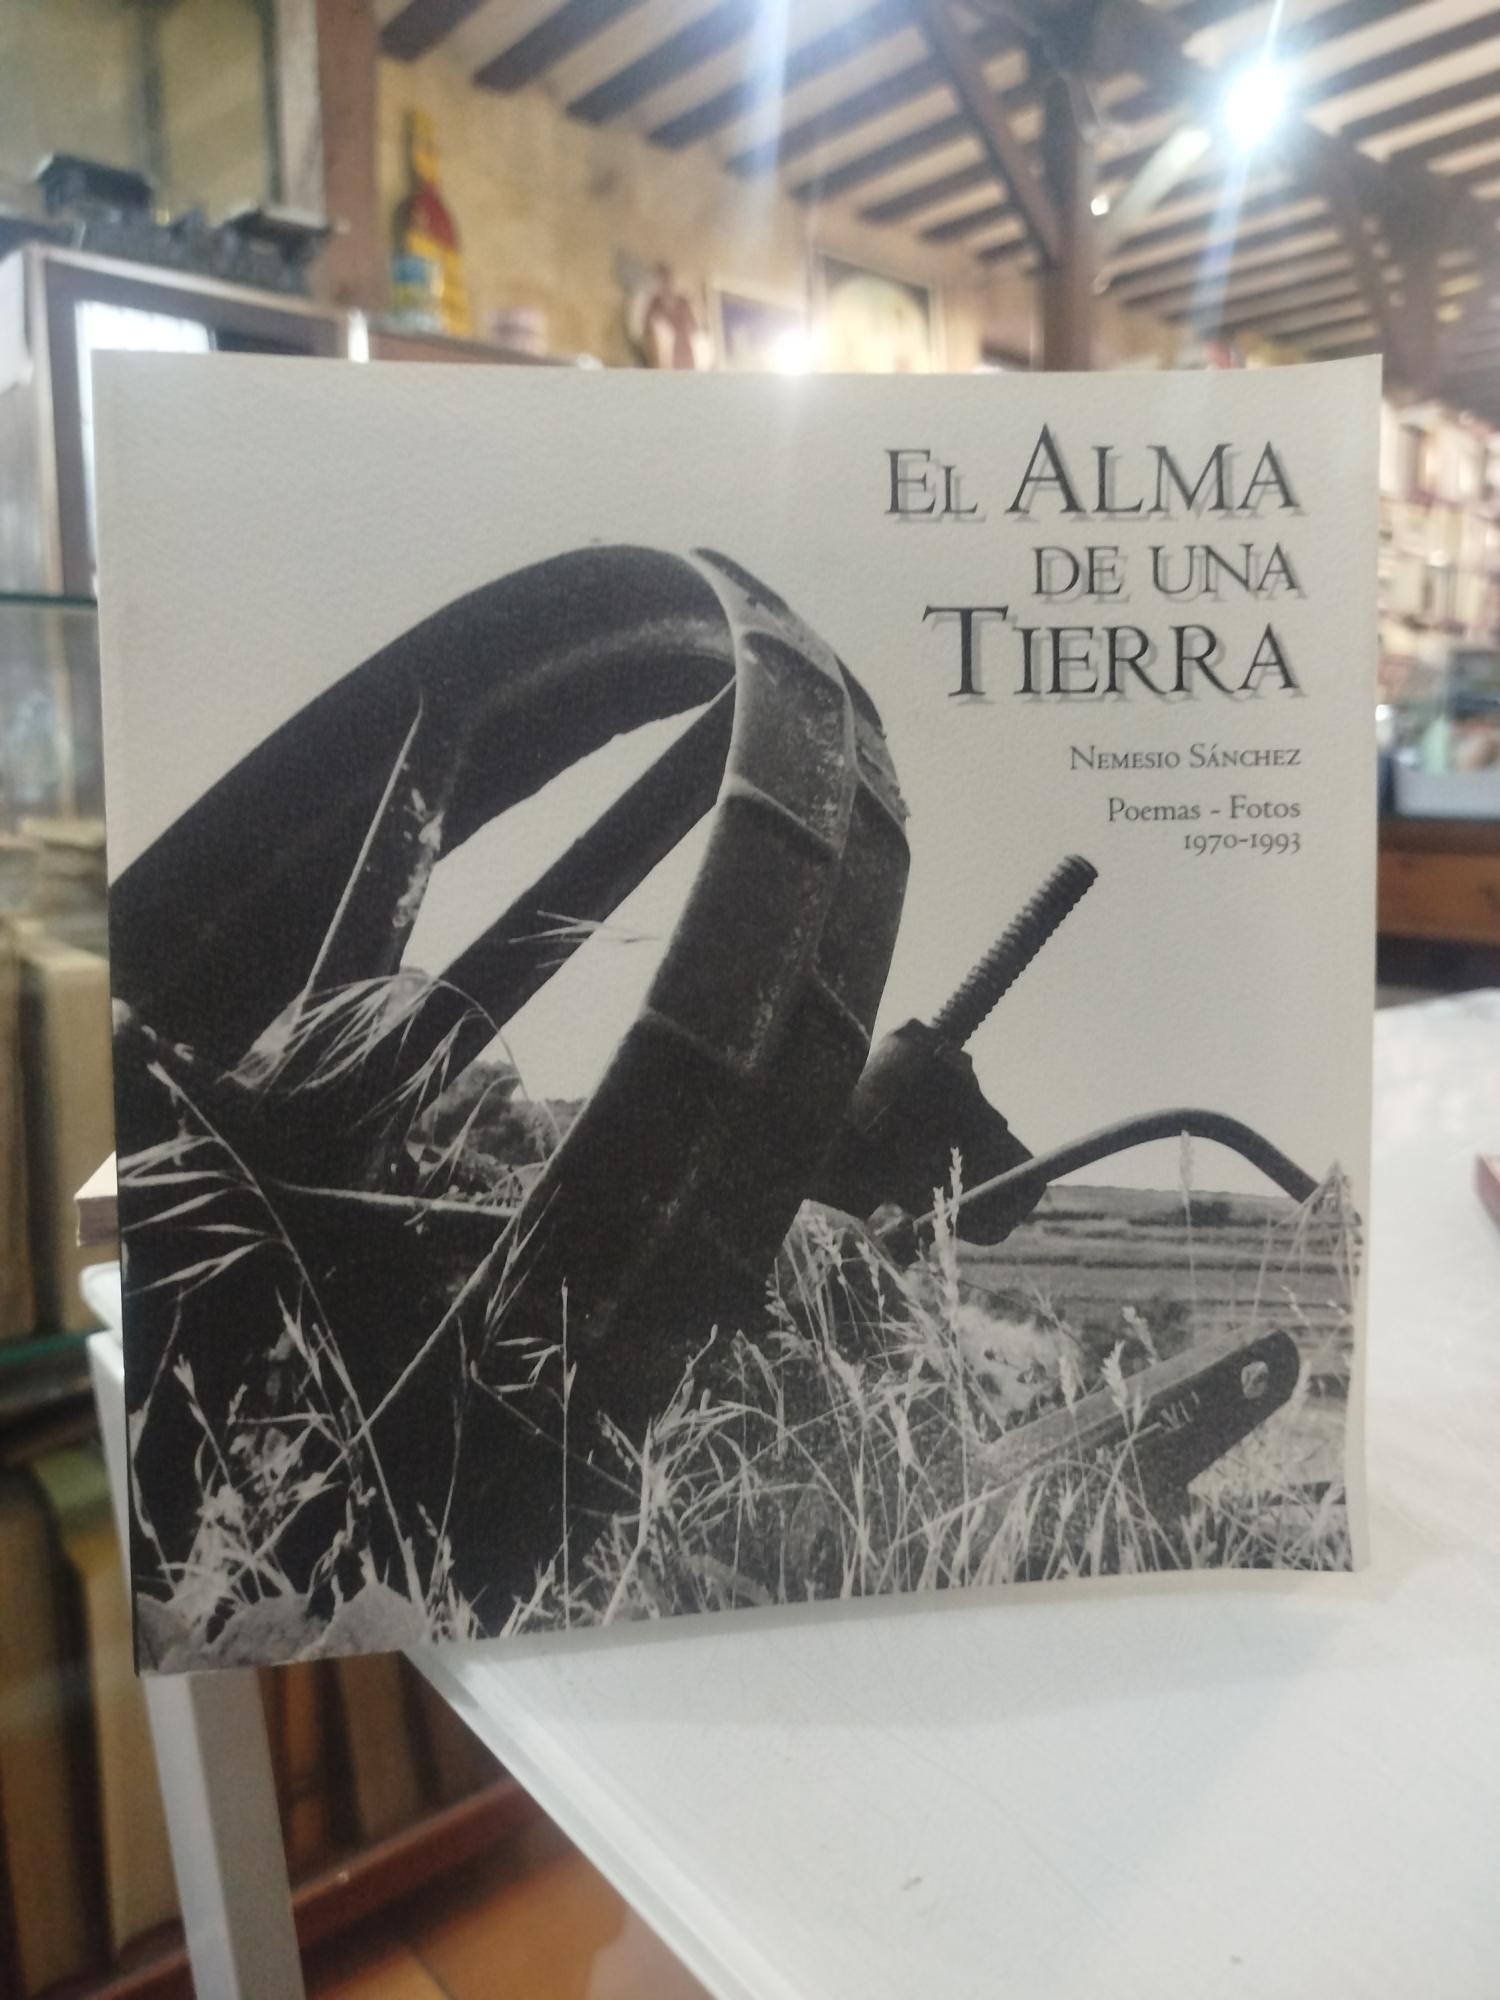 El Alma
de una
Tierra
Nemesio Sánchez
Poemas - Fotos
1970-1993